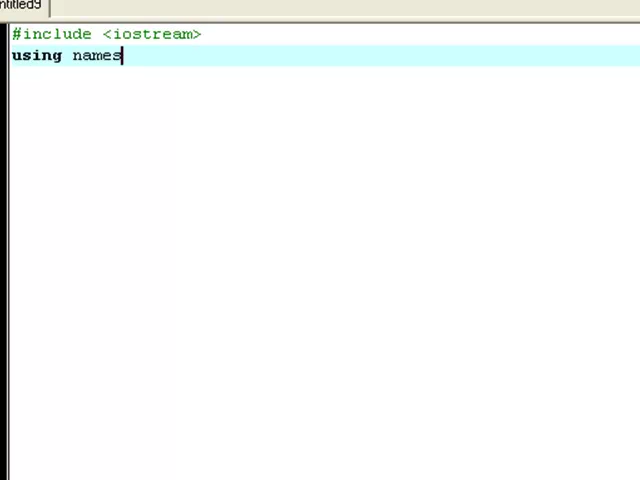 ntitled9
#include <iostream>
using names